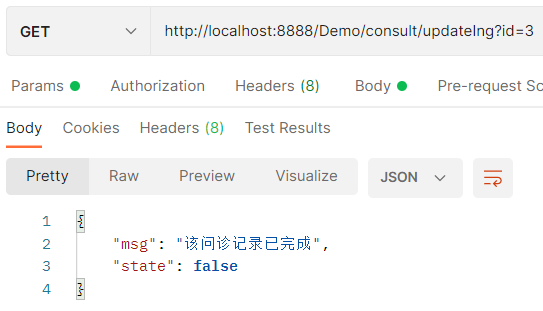 GET http://localhost:8888/Demo/consult/updateIng?id=3
Params Authorization Headers (8) Body Pre-request Sc
Body Cookies Headers (8) Test Results
Pretty Raw Preview Visualize JSON
1 {
2 "msg": "该问诊记录已完成",
3 "state": false
4 }